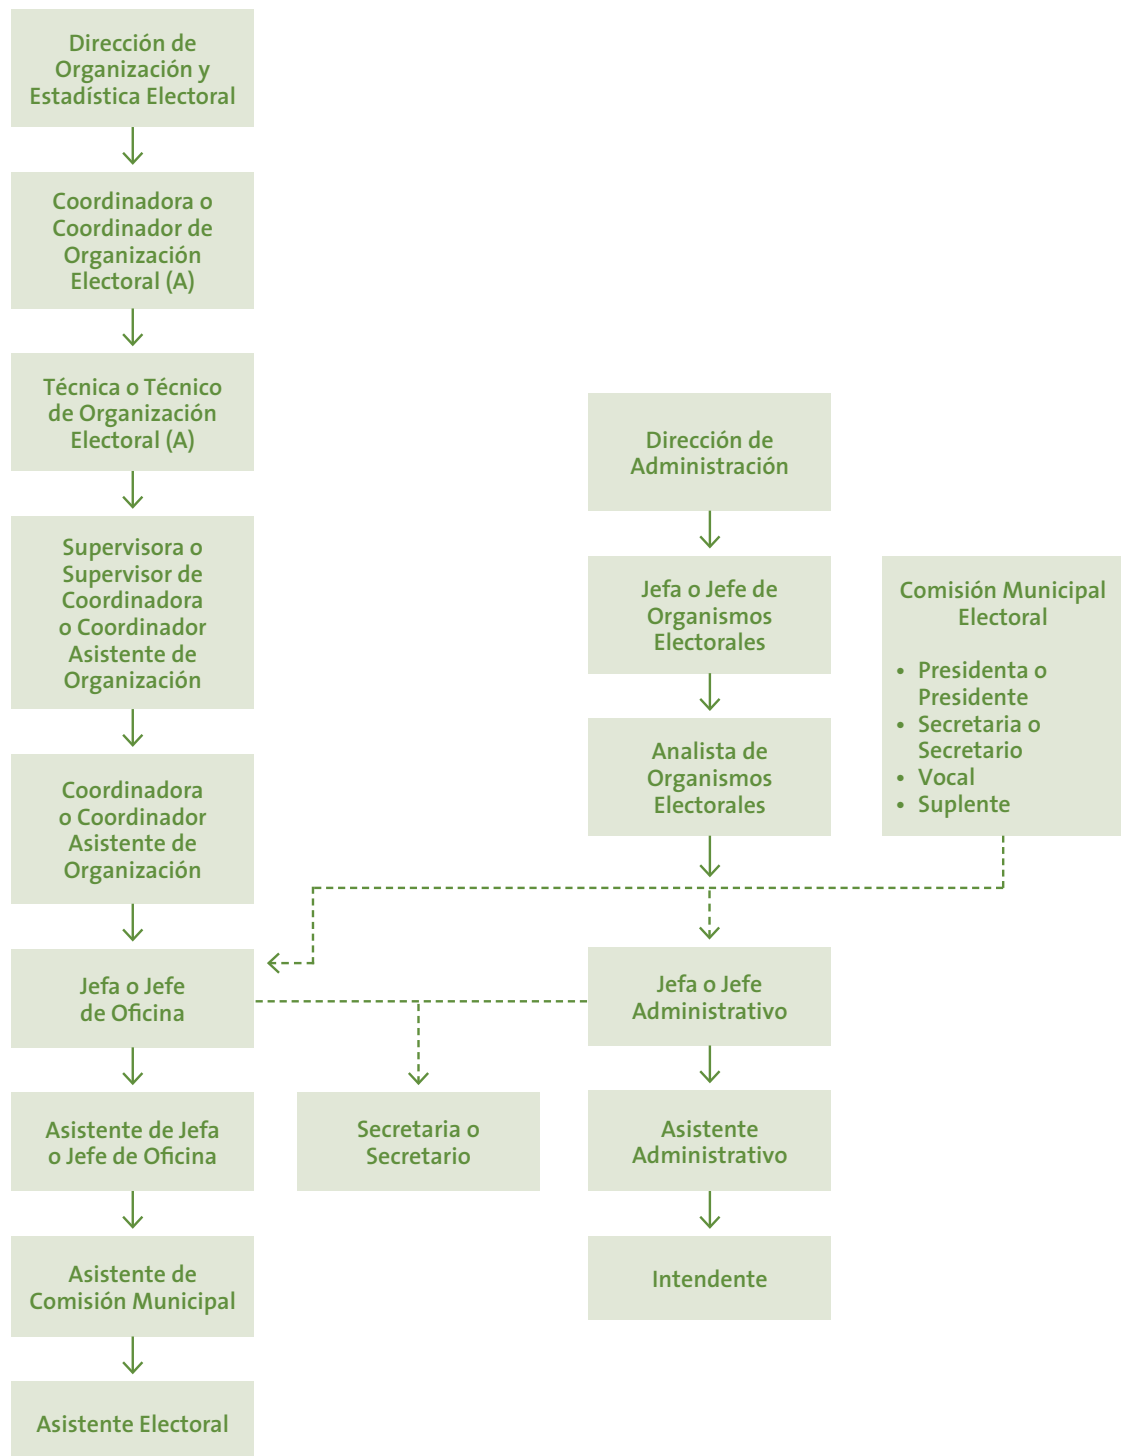 Dirección de
Organización y
Estadística Electoral
Coordinadora o
Coordinador de
Organización
Electoral (A)
Técnica o Técnico
de Organización
Electoral (A)
Supervisora o
Supervisor de
Coordinadora
o Coordinador
Asistente de
Organización
Coordinadora
o Coordinador
Asistente de
Organización
Jefa o Jefe
de Oficina
Asistente de Jefa
o Jefe de Oficina
Asistente de
Comisión Municipal
Asistente Electoral
Secretaria o
Secretario
Dirección de
Administración
Jefa o Jefe de
Organismos
Electorales
Analista de
Organismos
Electorales
Jefa o Jefe
Administrativo
Asistente
Administrativo
Intendente
Comisión Municipal
Electoral
• Presidenta o
Presidente
• Secretaria o
Secretario
• Vocal
• Suplente